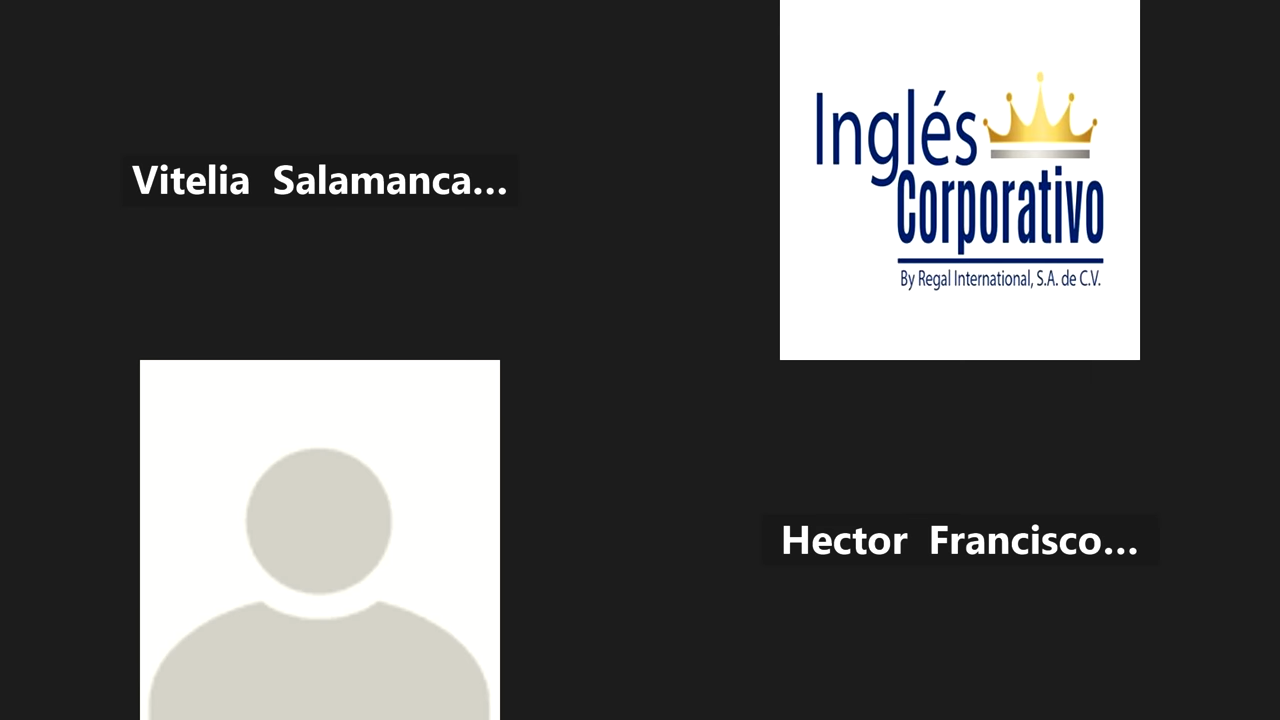 Vitelia Salamanca...
Inglés
Corporativo
By Regal International, S.A. de C.V.
Hector Francisco...